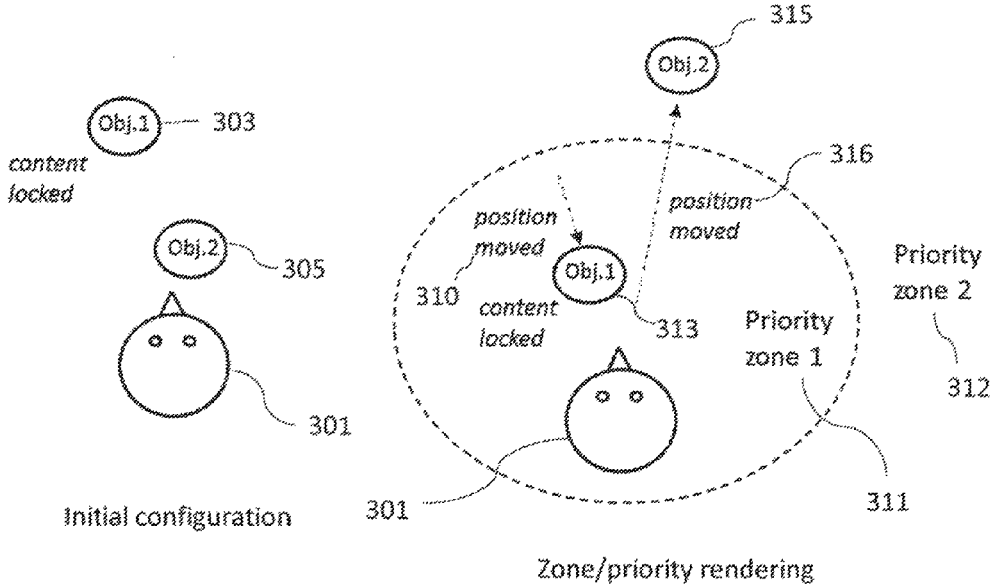 Obj.1
303
content
locked
Obj.2
305
301
Initial configuration
315
Obj.2
316
position
moved
position
moved
310
Obj.1
content
locked
313
Priority
zone 1
Priority
zone 2
312
311
301
Zone/priority rendering